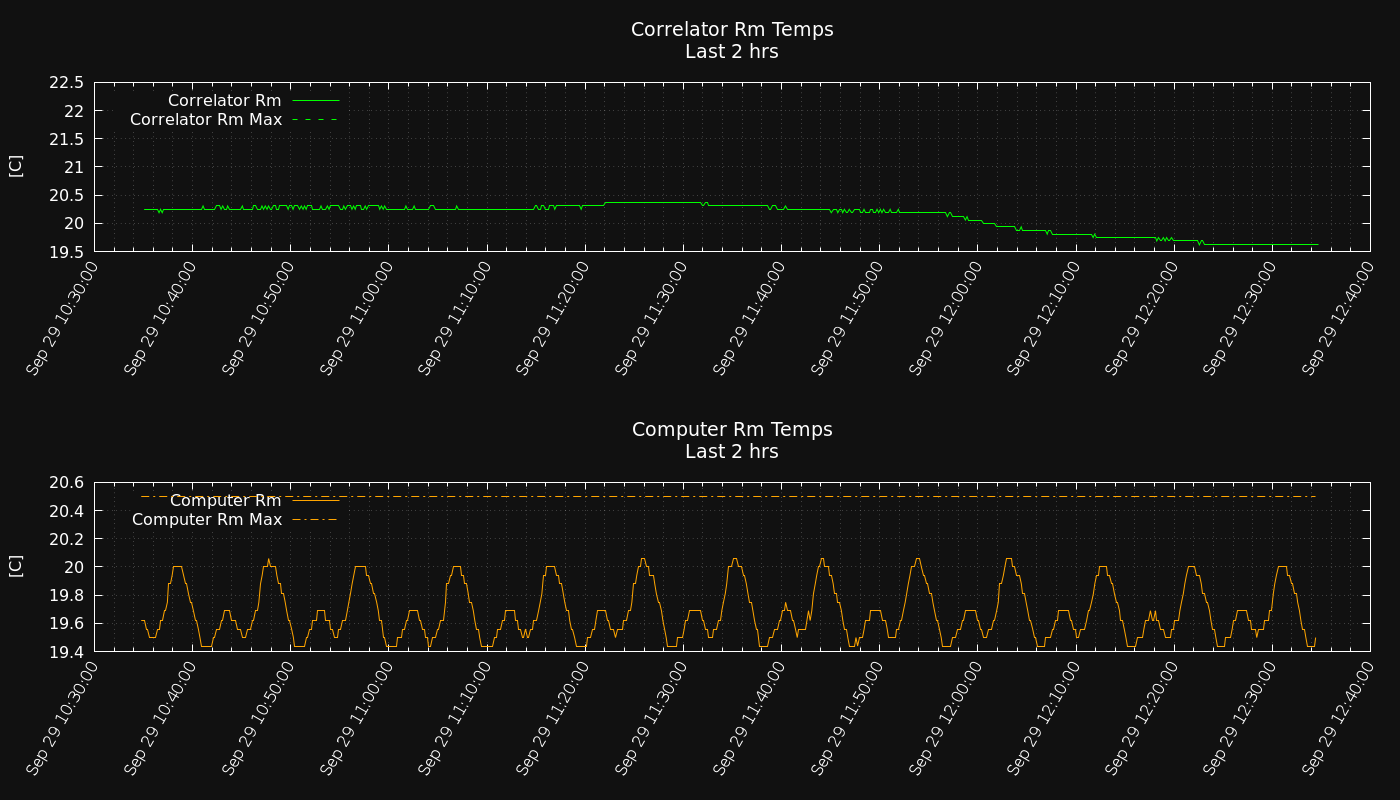 Correlator Rm Temps
Last 2 hrs
22.5
22
21.5
21
20.5
20
19.5
[C]
Correlator Rm
Correlator Rm Max
Sep 29 10:30:00
Sep 29 10:40:00
Sep 29 10:50:00
Sep 29 11:00:00
Sep 29 11:10:00
Sep 29 11:20:00
Sep 29 11:30:00
Sep 29 11:40:00
Sep 29 11:50:00
Sep 29 12:00:00
Sep 29 12:10:00
Sep 29 12:20:00
Sep 29 12:30:00
Sep 29 12:40:00
Computer Rm Temps
Last 2 hrs
20.6
20.4
20.2
20
19.8
19.6
19.4
[C]
Computer Rm
Computer Rm Max
Sep 29 10:30:00
Sep 29 10:40:00
Sep 29 10:50:00
Sep 29 11:00:00
Sep 29 11:10:00
Sep 29 11:20:00
Sep 29 11:30:00
Sep 29 11:40:00
Sep 29 11:50:00
Sep 29 12:00:00
Sep 29 12:10:00
Sep 29 12:20:00
Sep 29 12:30:00
Sep 29 12:40:00